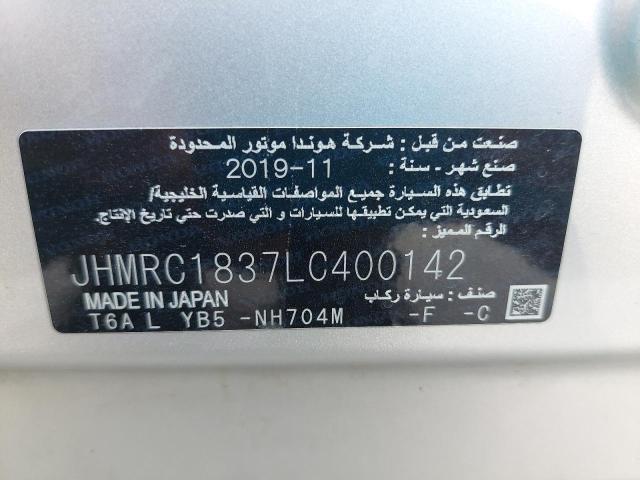 صنعت من قبل : شركة هوندا موتور المحدودة
صنع شهر - سنة : 2019-11
تطابق هذه السيارة جميع المواصفات القياسية الخليجية/
السعودية التي يمكن تطبيقها للسيارات و التي صدرت حتي تاريخ الإنتاج.
الرقم المميز :
JHMRC1837LC400142
MADE IN JAPAN صنف : سيارة ركاب
T6A L YB5 -NH704M -F -C